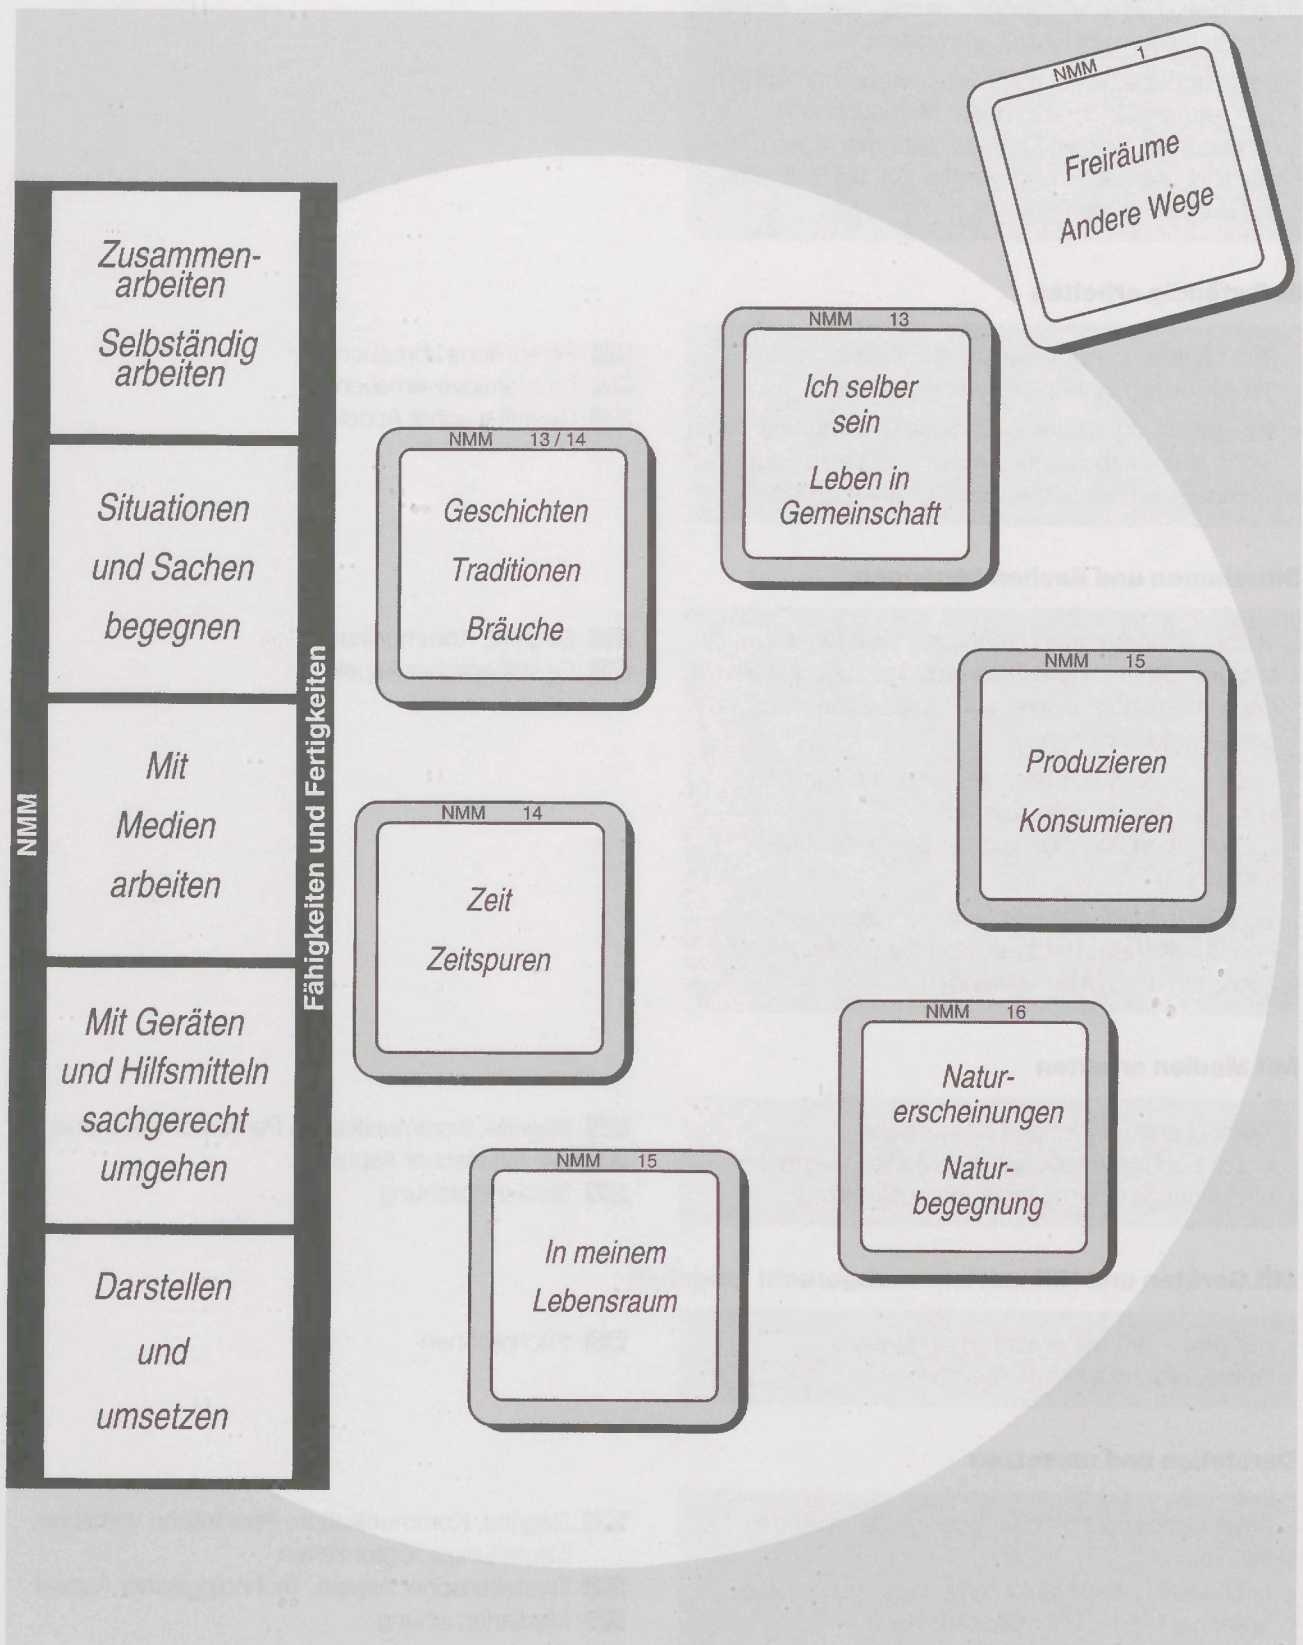 NMM 1
Freiräume
Andere Wege
NMM
Fähigkeiten und Fertigkeiten
Zusammen-
arbeiten
Selbständig
arbeiten
Situationen
und Sachen
begegnen
Mit
Medien
arbeiten
Mit Geräten
und Hilfsmitteln
sachgerecht
umgehen
Darstellen
und
umsetzen
NMM 13
Ich selber
sein
Leben in
Gemeinschaft
NMM 13 / 14
Geschichten
Traditionen
Bräuche
NMM 15
Produzieren
Konsumieren
NMM 14
Zeit
Zeitspuren
NMM 16
Natur-
erscheinungen
Natur-
begegnung
NMM 15
In meinem
Lebensraum